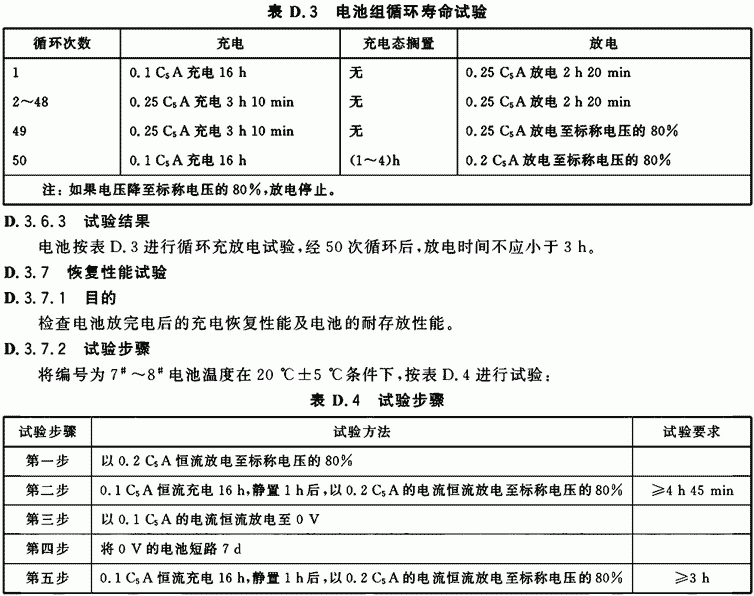 表 D.3 电池组循环寿命试验
循环次数 充电 充电态搁置 放电
1 0.1 C₅A 充电 16 h 无 0.25 C₅A 放电 2 h 20 min
2～48 0.25 C₅A 充电 3 h 10 min 无 0.25 C₅A 放电 2 h 20 min
49 0.25 C₅A 充电 3 h 10 min 无 0.25 C₅A 放电至标称电压的 80%
50 0.1 C₅A 充电 16 h (1～4)h 0.2 C₅A 放电至标称电压的 80%
注：如果电压降至标称电压的 80%，放电停止。
D.3.6.3 试验结果
电池按表 D.3 进行循环充放电试验，经 50 次循环后，放电时间不应小于 3 h。
D.3.7 恢复性能试验
D.3.7.1 目的
检查电池放完电后的充电恢复性能及电池的耐存放性能。
D.3.7.2 试验步骤
将编号为 7#～8# 电池温度在 20 ℃±5 ℃条件下，按表 D.4 进行试验：
表 D.4 试验步骤
试验步骤 试验方法 试验要求
第一步 以 0.2 C₅A 恒流放电至标称电压的 80%
第二步 0.1 C₅A 恒流充电 16 h，静置 1 h 后，以 0.2 C₅A 的电流恒流放电至标称电压的 80% ≥4 h 45 min
第三步 以 0.1 C₅A 的电流恒流放电至 0 V
第四步 将 0 V 的电池短路 7 d
第五步 0.1 C₅A 恒流充电 16 h，静置 1 h 后，以 0.2 C₅A 的电流恒流放电至标称电压的 80% ≥3 h